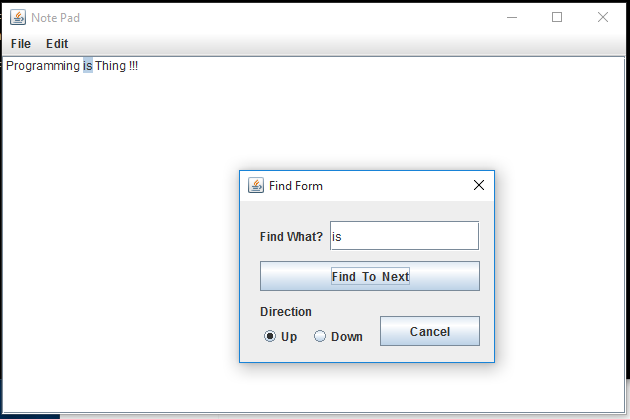 Note Pad
File Edit
Programming is Thing !!!
Find Form
Find What? is
Find To Next
Direction
Up Down Cancel